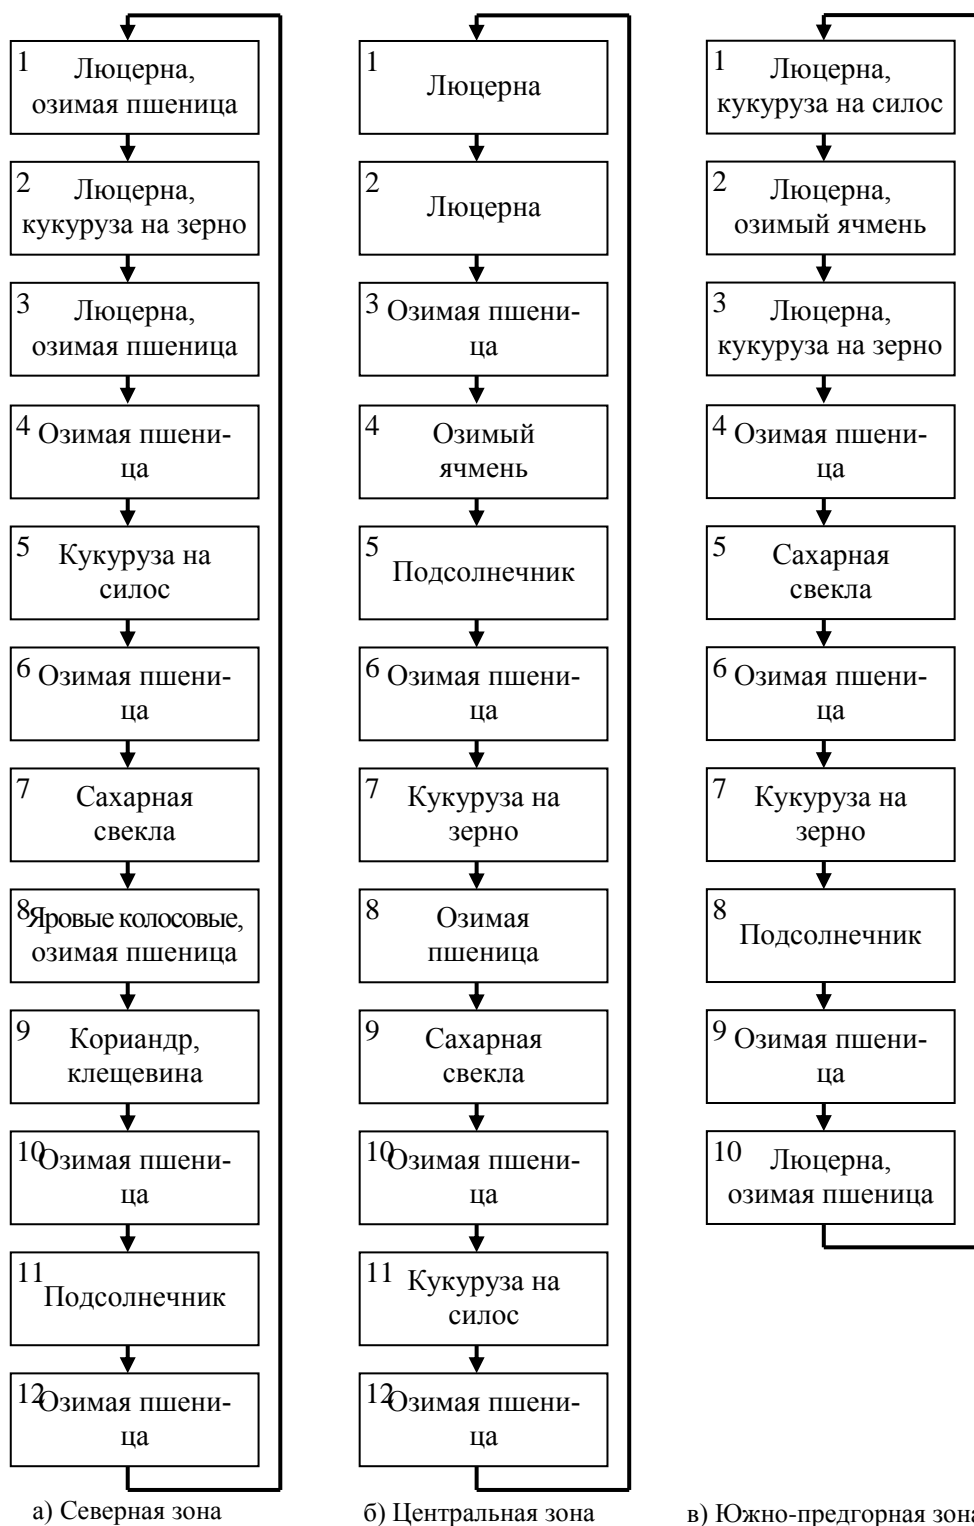 1
Люцерна,
озимая пшеница
2
Люцерна,
кукуруза на зерно
3
Люцерна,
озимая пшеница
4
Озимая пшени-
ца
5
Кукуруза на
силос
6
Озимая пшени-
ца
7
Сахарная
свекла
8
Яровые колосовые,
озимая пшеница
9
Кориандр,
клещевина
10
Озимая пшени-
ца
11
Подсолнечник
12
Озимая пшени-
ца
а) Северная зона
1
Люцерна
2
Люцерна
3
Озимая пшени-
ца
4
Озимый
ячмень
5
Подсолнечник
6
Озимая пшени-
ца
7
Кукуруза на
зерно
8
Озимая
пшеница
9
Сахарная
свекла
10
Озимая пшени-
ца
11
Кукуруза на
силос
12
Озимая пшени-
ца
б) Центральная зона
1
Люцерна,
кукуруза на силос
2
Люцерна,
озимый ячмень
3
Люцерна,
кукуруза на зерно
4
Озимая пшени-
ца
5
Сахарная
свекла
6
Озимая пшени-
ца
7
Кукуруза на
зерно
8
Подсолнечник
9
Озимая пшени-
ца
10
Люцерна,
озимая пшеница
в) Южно-предгорная зона